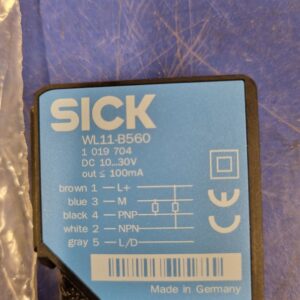 SICK
WL11-B560
1 019 704
DC 10...30V
out ≤ 100mA
brown 1 L+
blue 3 M
black 4 PNP
white 2 NPN
gray 5 L/D
CE
Made in Germany